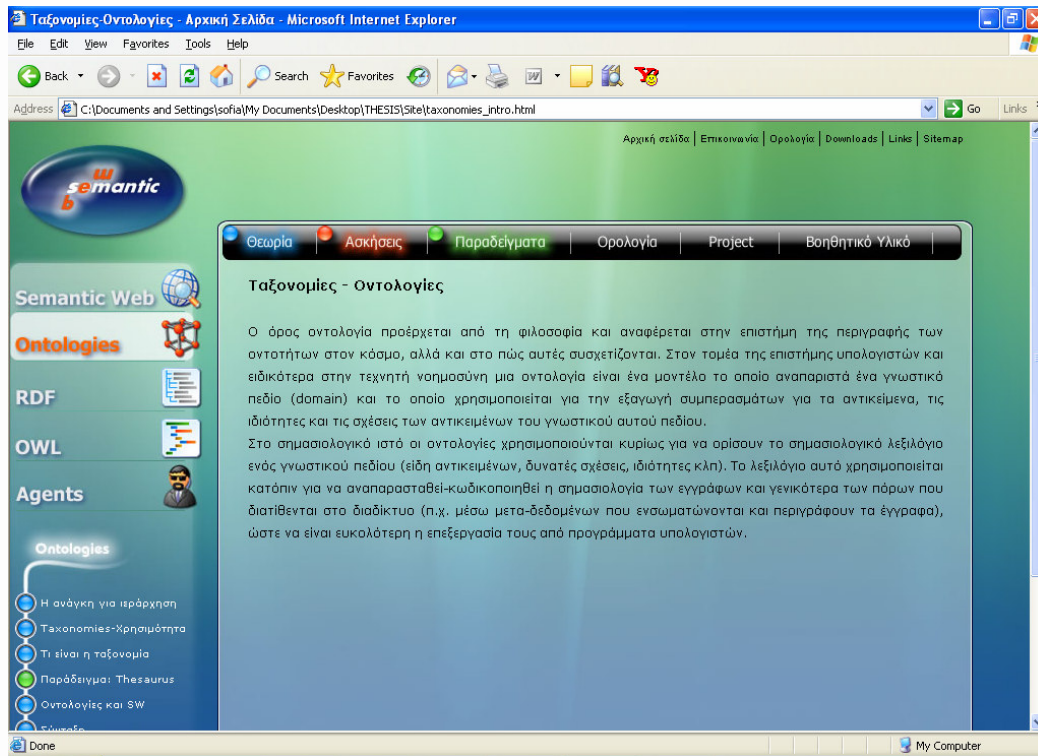 Ταξονομίες-Οντολογίες - Αρχική Σελίδα - Microsoft Internet Explorer
File Edit View Favorites Tools Help
Back Search Favorites
Address C:\Documents and Settings\sofia\My Documents\Desktop\THESIS\Site\taxonomies_intro.html Go Links
Αρχική σελίδα | Επικοινωνία | Ορολογία | Downloads | Links | Sitemap
semantic
web
Θεωρία Ασκήσεις Παραδείγματα | Ορολογία | Project | Βοηθητικό Υλικό |
Semantic Web
Ontologies
RDF
OWL
Agents
Ταξονομίες - Οντολογίες
Ο όρος οντολογία προέρχεται από τη φιλοσοφία και αναφέρεται στην επιστήμη της περιγραφής των
οντοτήτων στον κόσμο, αλλά και στο πώς αυτές συσχετίζονται. Στον τομέα της επιστήμης υπολογιστών και
ειδικότερα στην τεχνητή νοημοσύνη μια οντολογία είναι ένα μοντέλο το οποίο αναπαριστά ένα γνωστικό
πεδίο (domain) και το οποίο χρησιμοποιείται για την εξαγωγή συμπερασμάτων για τα αντικείμενα, τις
ιδιότητες και τις σχέσεις των αντικειμένων του γνωστικού αυτού πεδίου.
Στο σημασιολογικό ιστό οι οντολογίες χρησιμοποιούνται κυρίως για να ορίσουν το σημασιολογικό λεξιλόγιο
ενός γνωστικού πεδίου (είδη αντικειμένων, δυνατές σχέσεις, ιδιότητες κλπ). Το λεξιλόγιο αυτό χρησιμοποιείται
κατόπιν για να αναπαρασταθεί-κωδικοποιηθεί η σημασιολογία των εγγράφων και γενικότερα των πόρων που
διατίθενται στο διαδίκτυο (π.χ. μέσω μετα-δεδομένων που ενσωματώνονται και περιγράφουν τα έγγραφα),
ώστε να είναι ευκολότερη η επεξεργασία τους από προγράμματα υπολογιστών.
Ontologies
Η ανάγκη για ιεράρχηση
Taxonomies-Χρησιμότητα
Τι είναι η ταξονομία
Παράδειγμα: Thesaurus
Οντολογίες και SW
Done My Computer